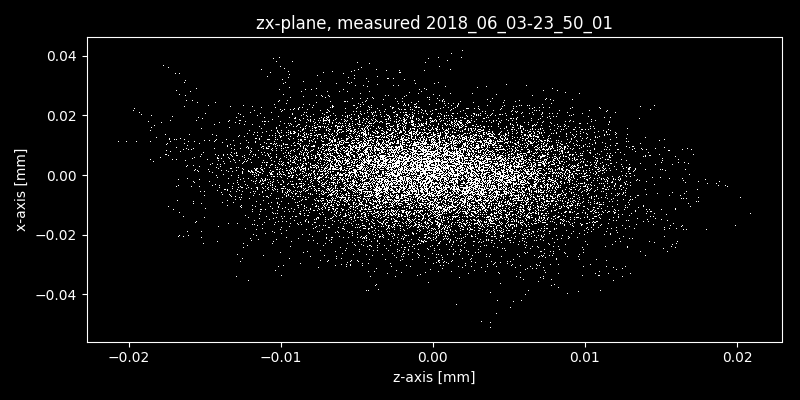 zx-plane, measured 2018_06_03-23_50_01
0.04
0.02
0.00
−0.02
−0.04
x-axis [mm]
−0.02 −0.01 0.00 0.01 0.02
z-axis [mm]